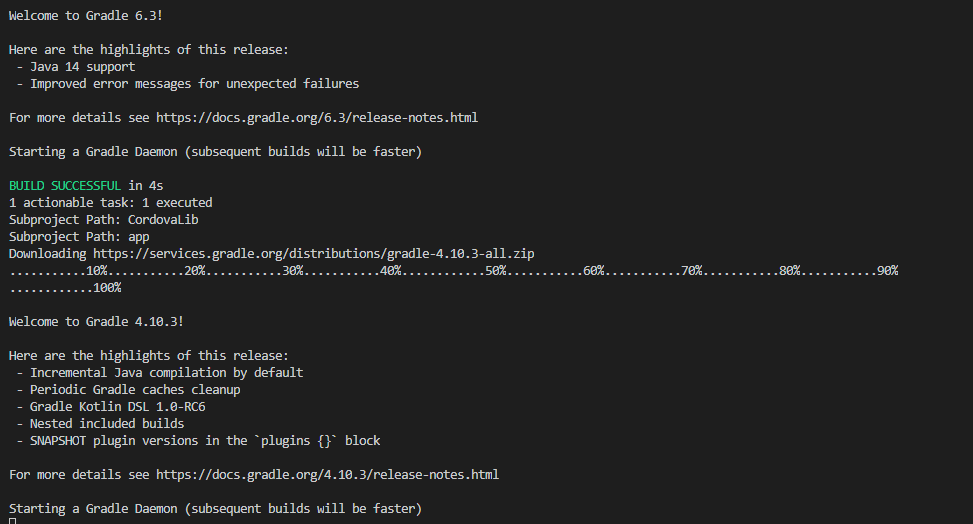 Welcome to Gradle 6.3!
Here are the highlights of this release:
- Java 14 support
- Improved error messages for unexpected failures
For more details see https://docs.gradle.org/6.3/release-notes.html
Starting a Gradle Daemon (subsequent builds will be faster)
BUILD SUCCESSFUL in 4s
1 actionable task: 1 executed
Subproject Path: CordovaLib
Subproject Path: app
Downloading https://services.gradle.org/distributions/gradle-4.10.3-all.zip
...........10%...........20%...........30%...........40%............50%...........60%...........70%...........80%...........90%
............100%
Welcome to Gradle 4.10.3!
Here are the highlights of this release:
- Incremental Java compilation by default
- Periodic Gradle caches cleanup
- Gradle Kotlin DSL 1.0-RC6
- Nested included builds
- SNAPSHOT plugin versions in the `plugins {}` block
For more details see https://docs.gradle.org/4.10.3/release-notes.html
Starting a Gradle Daemon (subsequent builds will be faster)